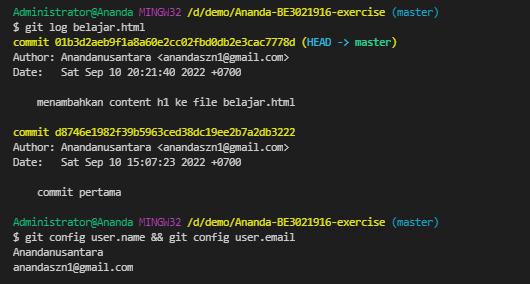 Administrator@Ananda MINGW32 /d/demo/Ananda-BE3021916-exercise (master)
$ git log belajar.html
commit 01b3d2aeb9f1a8a60e2cc02fbd0db2e3cac7778d (HEAD -> master)
Author: Anandanusantara <anandaszn1@gmail.com>
Date:   Sat Sep 10 20:21:40 2022 +0700
    menambahkan content h1 ke file belajar.html
commit d8746e1982f39b5963ced38dc19ee2b7a2db3222
Author: Anandanusantara <anandaszn1@gmail.com>
Date:   Sat Sep 10 15:07:23 2022 +0700
    commit pertama
Administrator@Ananda MINGW32 /d/demo/Ananda-BE3021916-exercise (master)
$ git config user.name && git config user.email
Anandanusantara
anandaszn1@gmail.com